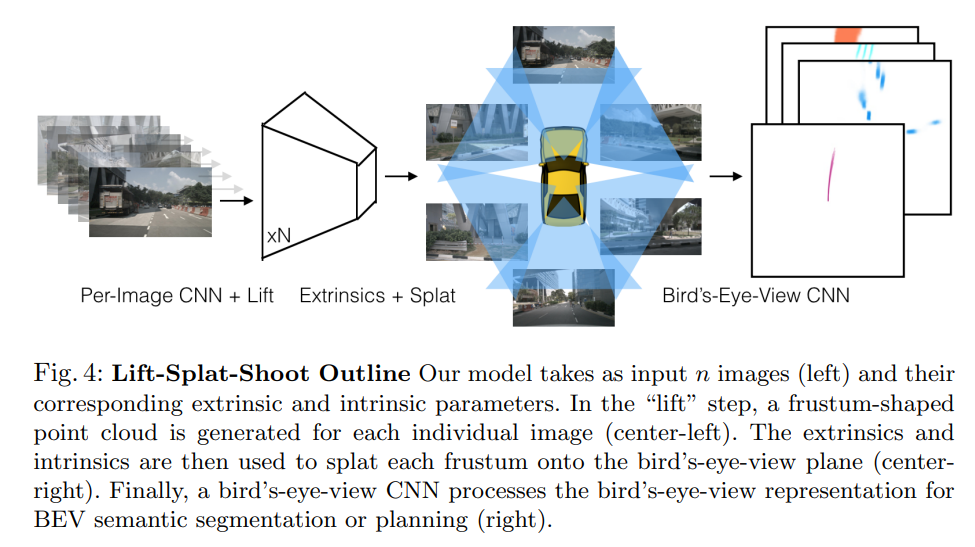 xN
Per-Image CNN + Lift
Extrinsics + Splat
Bird's-Eye-View CNN
Fig. 4: Lift-Splat-Shoot Outline Our model takes as input n images (left) and their
corresponding extrinsic and intrinsic parameters. In the “lift” step, a frustum-shaped
point cloud is generated for each individual image (center-left). The extrinsics and
intrinsics are then used to splat each frustum onto the bird’s-eye-view plane (center-
right). Finally, a bird’s-eye-view CNN processes the bird’s-eye-view representation for
BEV semantic segmentation or planning (right).